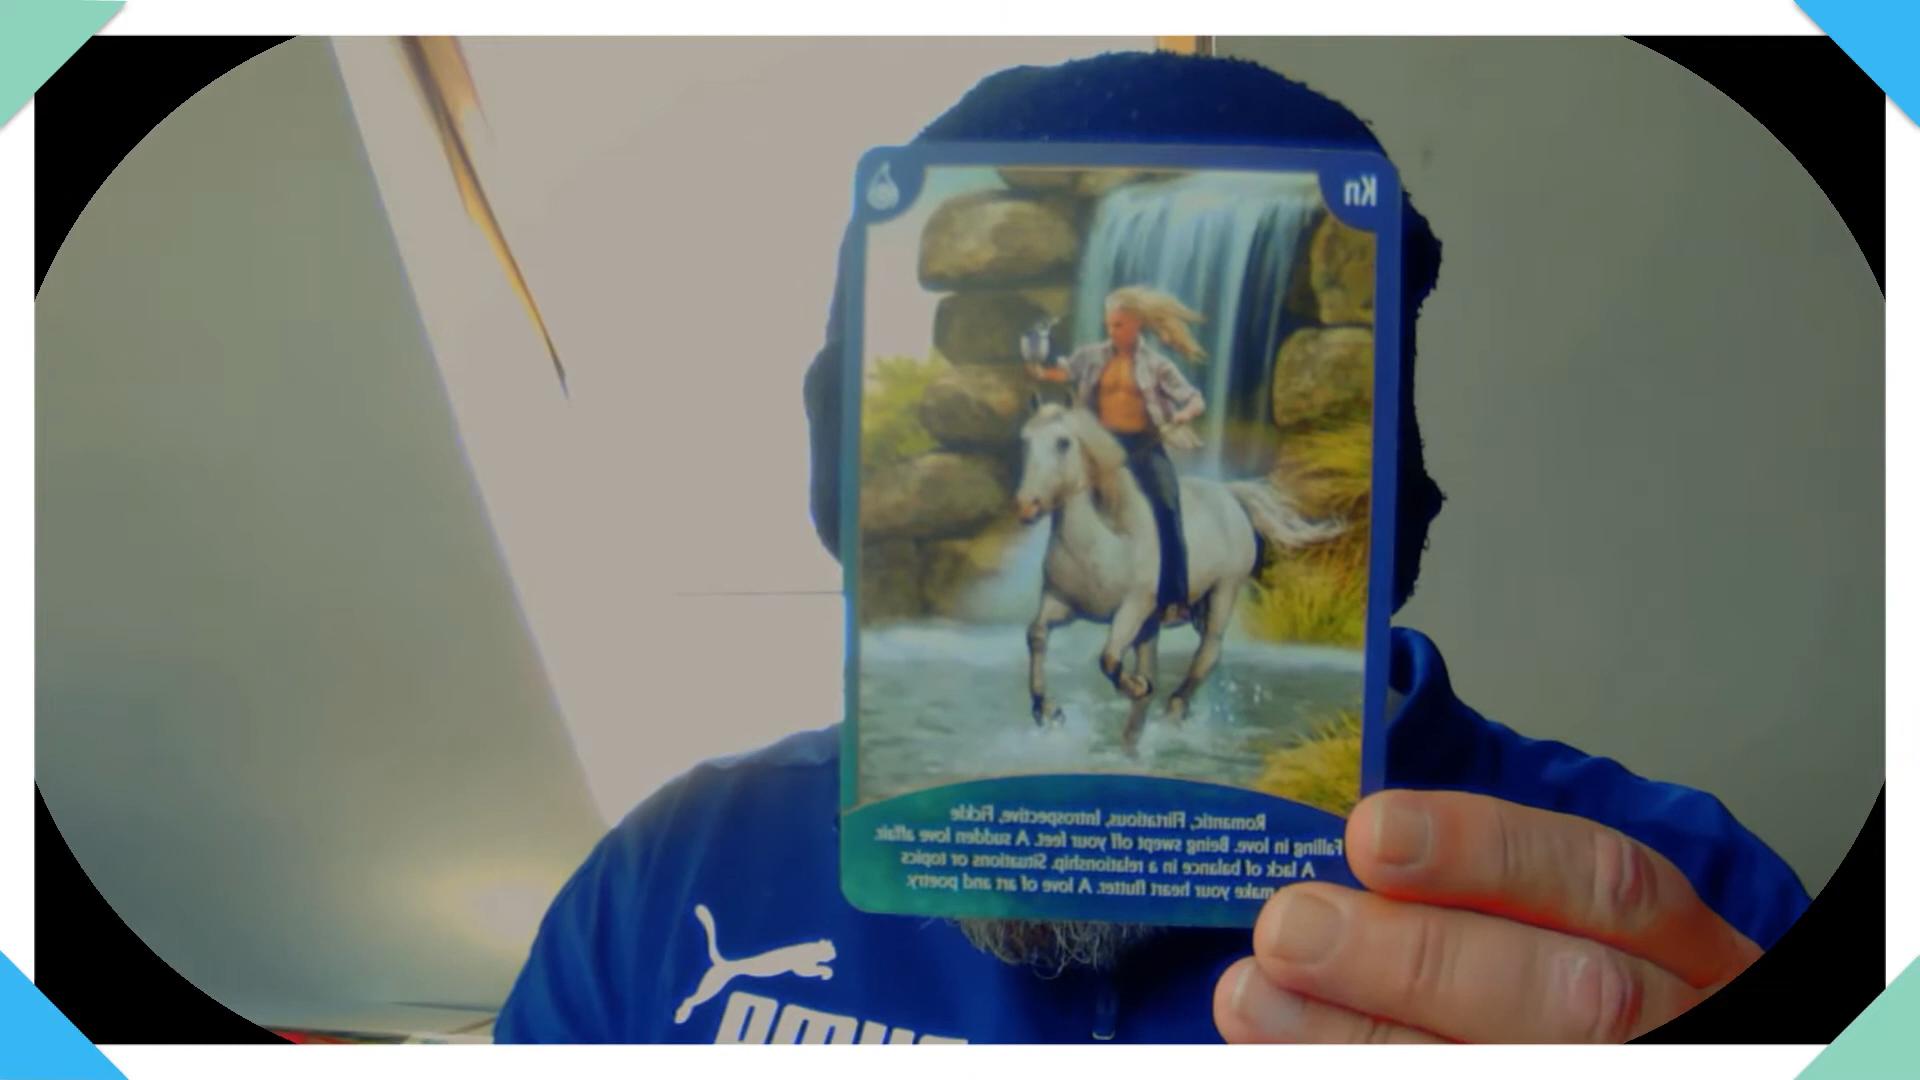 Kn
Romantic, Flirtatious, Introspective, Fickle
Falling in love. Being swept off your feet. A sudden love affair.
A lack of balance in a relationship. Situations or topics
make your heart flutter. A love of art and poetry.
PUMA